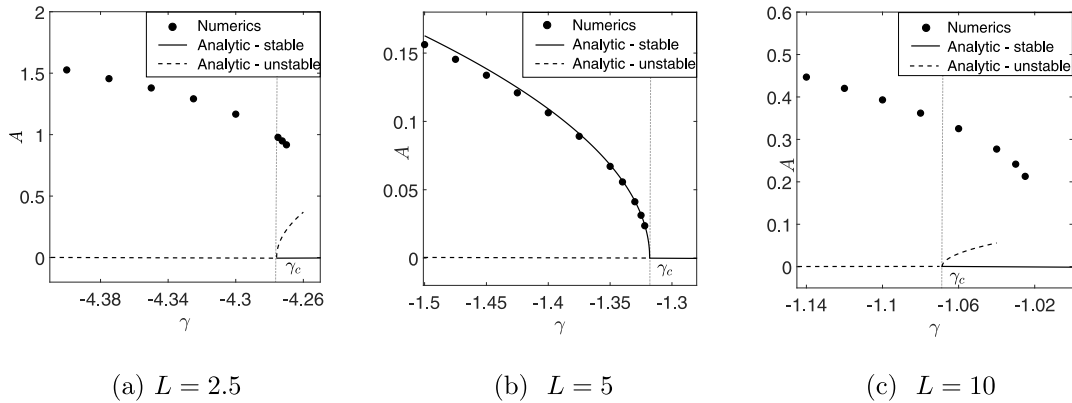 2
1.5
1
0.5
0
A
-4.38
-4.34
-4.3
-4.26
γ
γ_c
Numerics
Analytic - stable
Analytic - unstable
(a) L = 2.5
0.15
0.1
0.05
0
A
-1.5
-1.45
-1.4
-1.35
-1.3
γ
γ_c
Numerics
Analytic - stable
Analytic - unstable
(b) L = 5
0.6
0.5
0.4
0.3
0.2
0.1
0
A
-1.14
-1.1
-1.06
-1.02
γ
γ_c
Numerics
Analytic - stable
Analytic - unstable
(c) L = 10